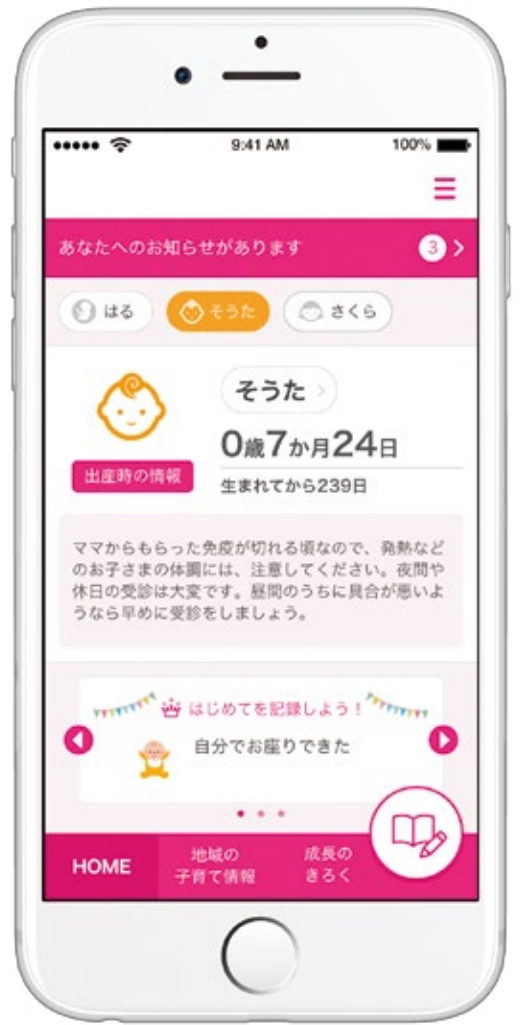 9:41 AM
100%
あなたへのお知らせがあります
3
はる
そうた
さくら
そうた
0歳7か月24日
出産時の情報
生まれてから239日
ママからもらった免疫が切れる頃なので、発熱など
のお子さまの体調には、注意してください。夜間や
休日の受診は大変です。昼間のうちに具合が悪いよ
うなら早めに受診をしましょう。
はじめてを記録しよう！
自分でお座りできた
HOME
地域の
子育て情報
成長の
きろく